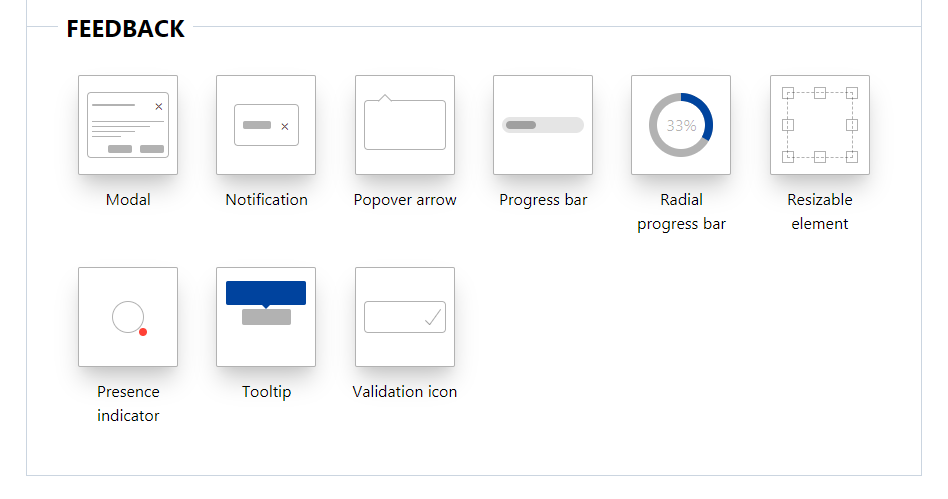 FEEDBACK
33%
Modal
Notification
Popover arrow
Progress bar
Radial
progress bar
Resizable
element
Presence
indicator
Tooltip
Validation icon